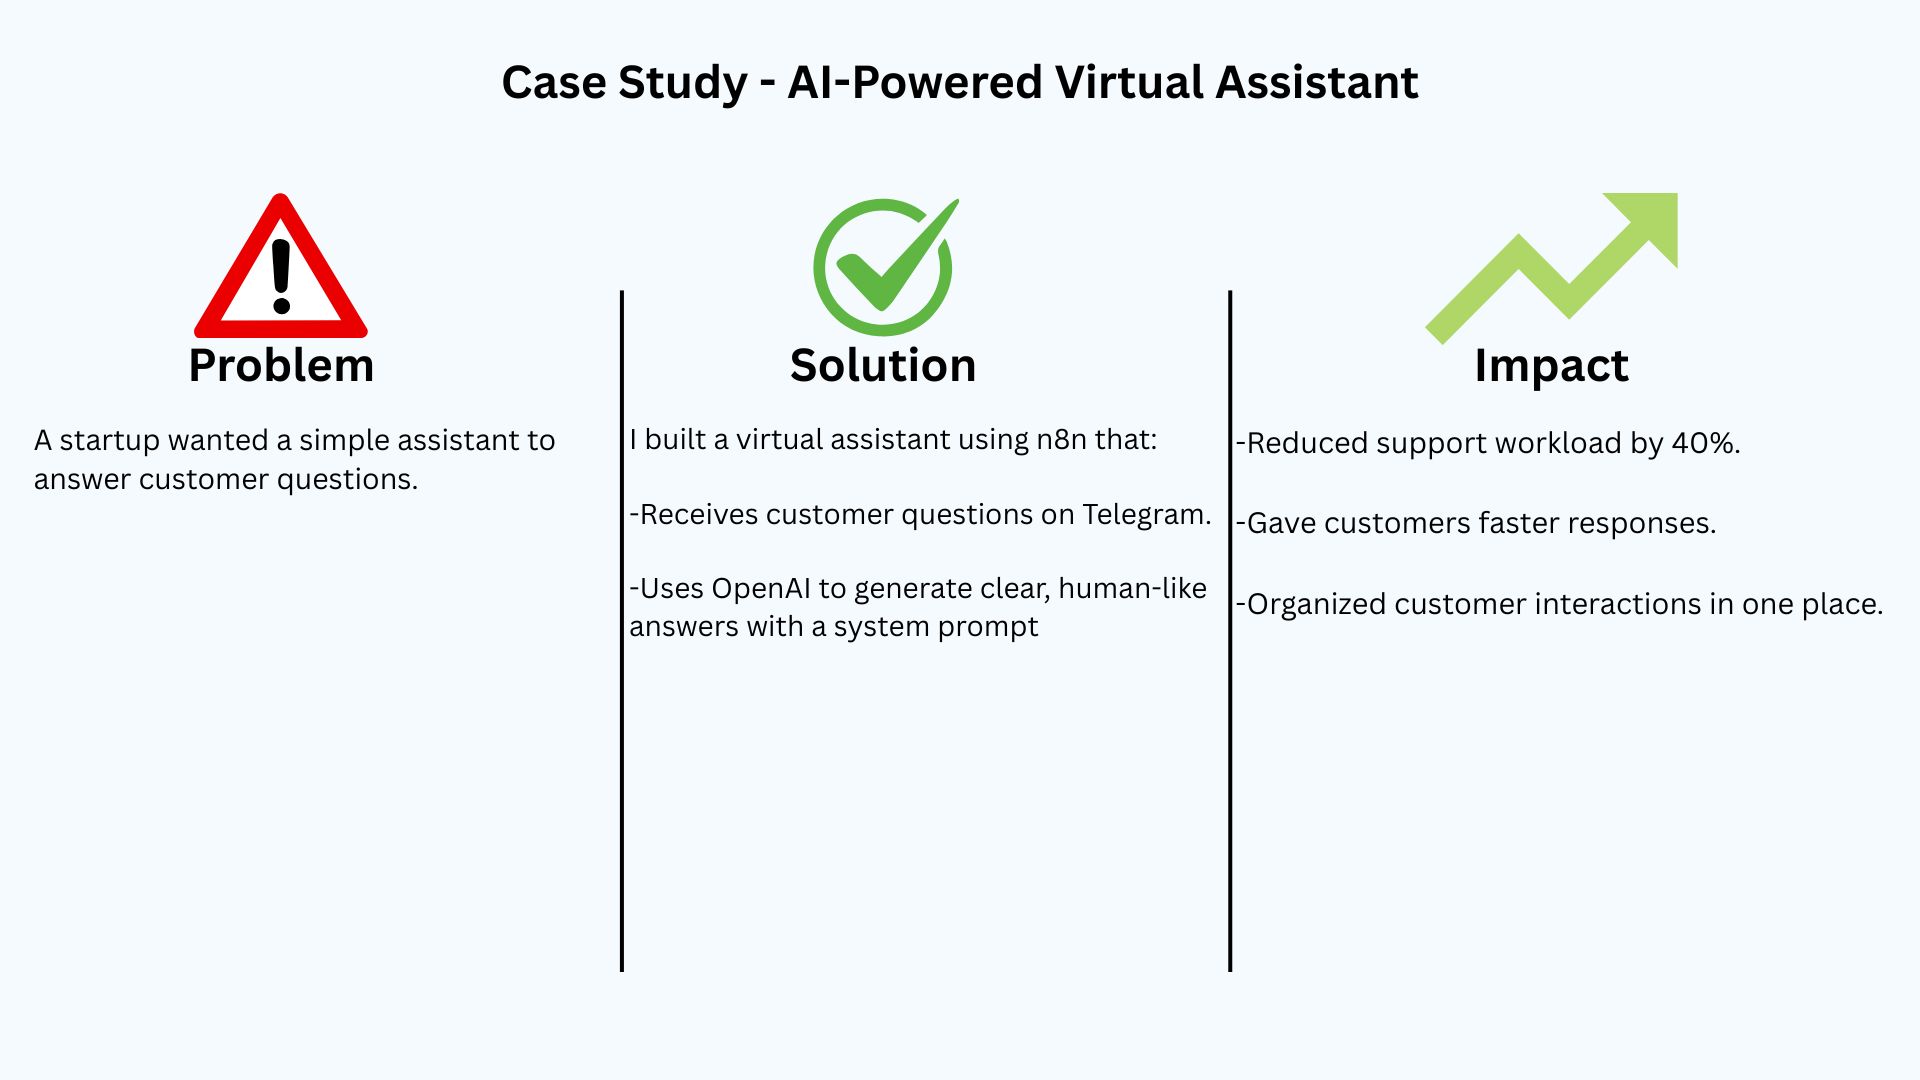 Case Study - AI-Powered Virtual Assistant
Problem
A startup wanted a simple assistant to
answer customer questions.
Solution
I built a virtual assistant using n8n that:
-Receives customer questions on Telegram.
-Uses OpenAI to generate clear, human-like
answers with a system prompt
Impact
-Reduced support workload by 40%.
-Gave customers faster responses.
-Organized customer interactions in one place.